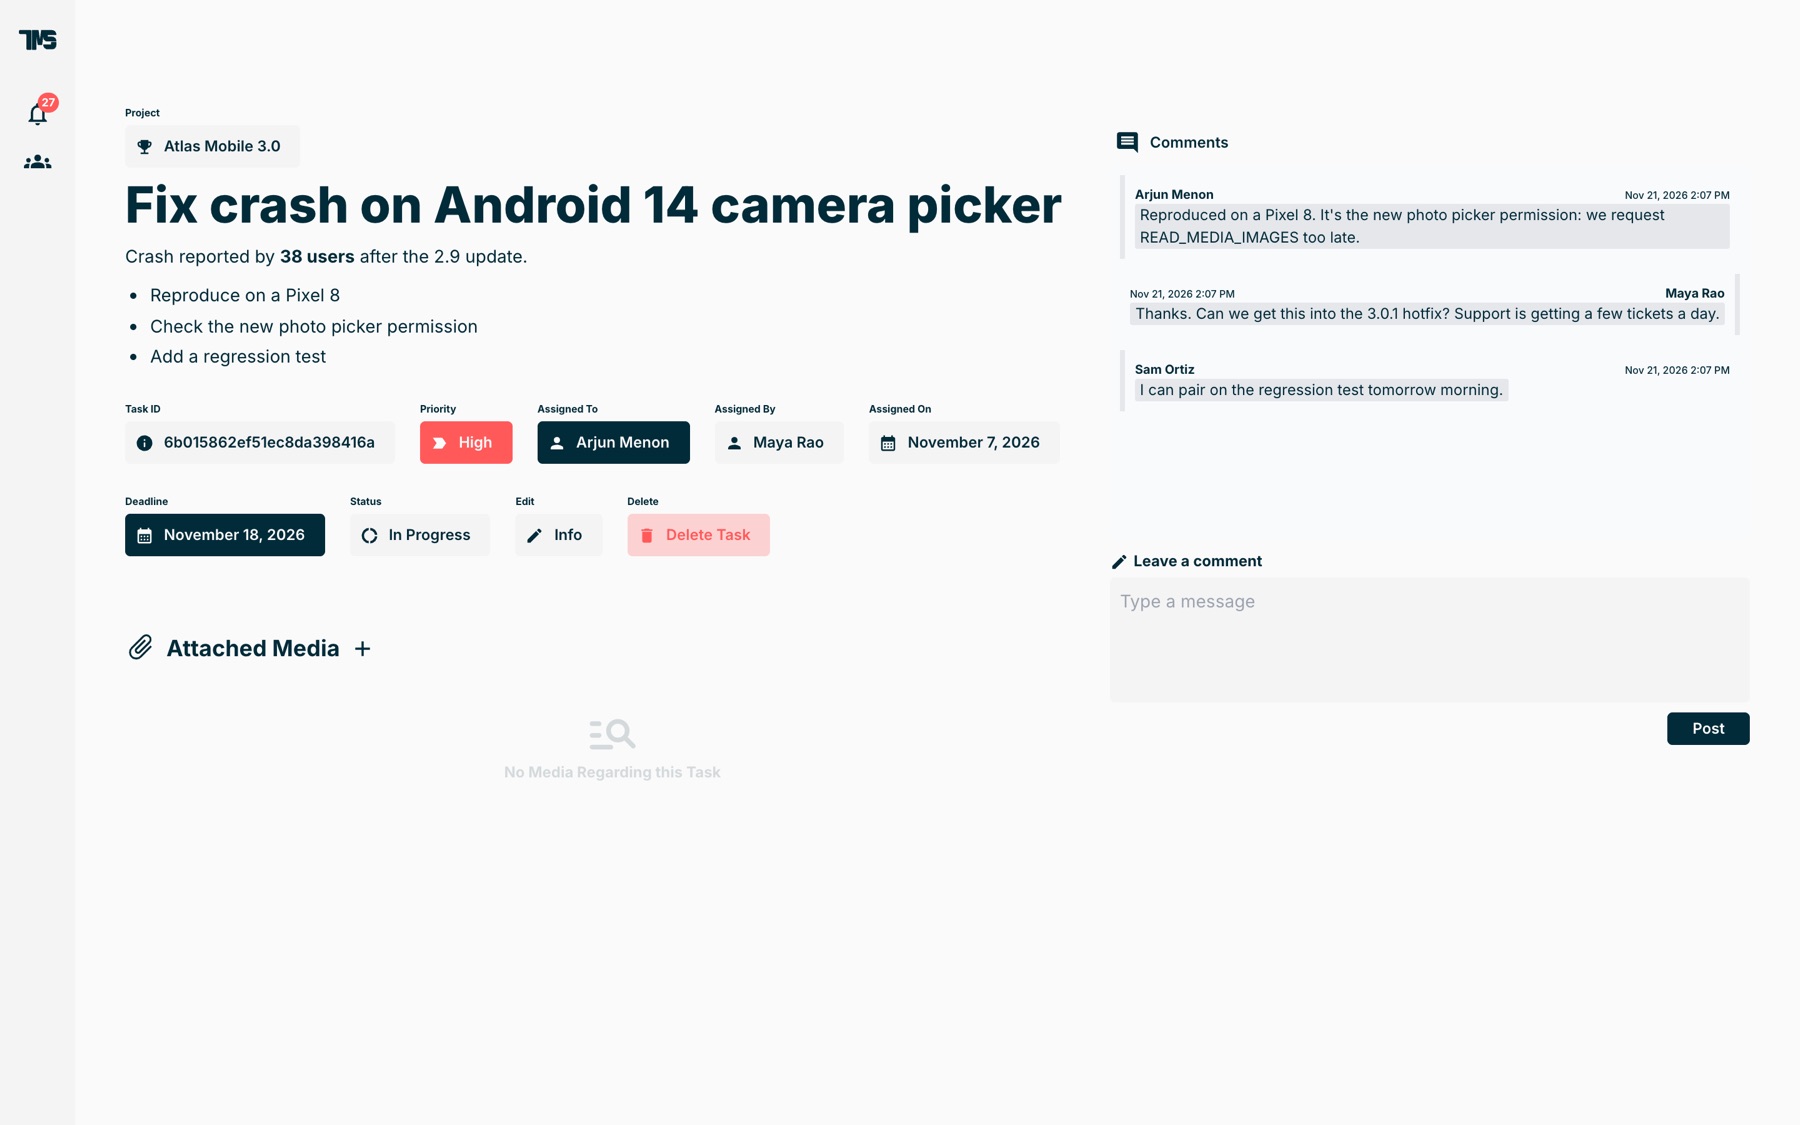 TMS
27
Project
Atlas Mobile 3.0
Fix crash on Android 14 camera picker
Crash reported by 38 users after the 2.9 update.
Reproduce on a Pixel 8
Check the new photo picker permission
Add a regression test
Task ID
6b015862ef51ec8da398416a
Priority
High
Assigned To
Arjun Menon
Assigned By
Maya Rao
Assigned On
November 7, 2026
Deadline
November 18, 2026
Status
In Progress
Edit
Info
Delete
Delete Task
Attached Media
No Media Regarding this Task
Comments
Arjun Menon Nov 21, 2026 2:07 PM
Reproduced on a Pixel 8. It's the new photo picker permission: we request
READ_MEDIA_IMAGES too late.
Nov 21, 2026 2:07 PM Maya Rao
Thanks. Can we get this into the 3.0.1 hotfix? Support is getting a few tickets a day.
Sam Ortiz Nov 21, 2026 2:07 PM
I can pair on the regression test tomorrow morning.
Leave a comment
Type a message
Post